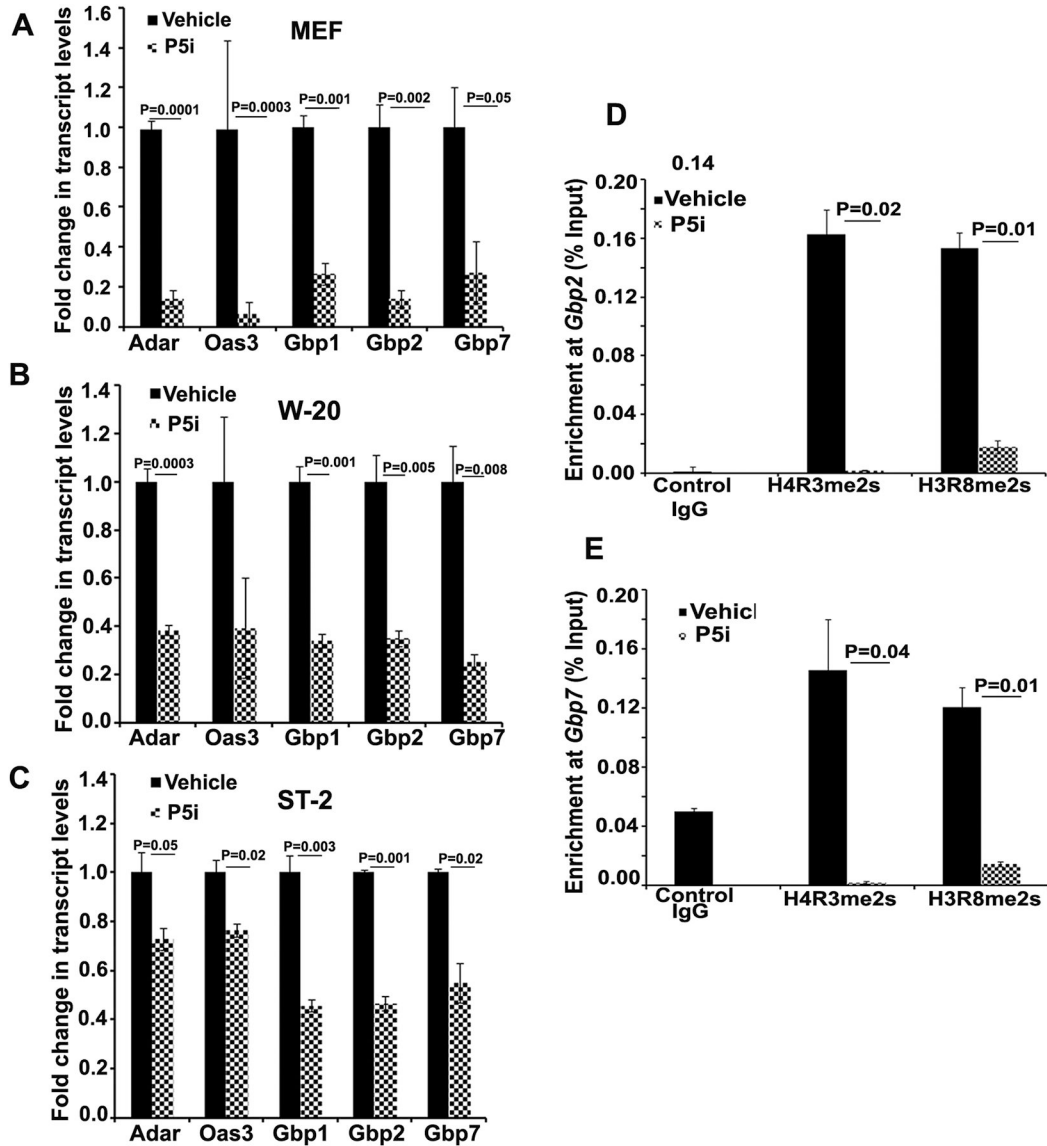 A
Fold change in transcript levels
1.6
1.4
1.2
1.0
0.8
0.6
0.4
0.2
0.0
Vehicle
P5i
MEF
P=0.0001
P=0.0003
P=0.001
P=0.002
P=0.05
Adar Oas3 Gbp1 Gbp2 Gbp7
B
Fold change in transcript levels
1.4
1.2
1.0
0.8
0.6
0.4
0.2
0.0
Vehicle
P5i
W-20
P=0.0003
P=0.001
P=0.005
P=0.008
Adar Oas3 Gbp1 Gbp2 Gbp7
C
Fold change in transcript levels
1.4
1.2
1.0
0.8
0.6
0.4
0.2
0.0
Vehicle
P5i
ST-2
P=0.05
P=0.02
P=0.003
P=0.001
P=0.02
Adar Oas3 Gbp1 Gbp2 Gbp7
D
0.14
Enrichment at Gbp2 (% Input)
0.20
0.16
0.12
0.08
0.04
0.00
Vehicle
P5i
P=0.02
P=0.01
Control H4R3me2s H3R8me2s
IgG
E
Enrichment at Gbp7 (% Input)
0.20
0.16
0.12
0.08
0.04
0.00
Vehicl
P5i
P=0.04
P=0.01
Control H4R3me2s H3R8me2s
IgG